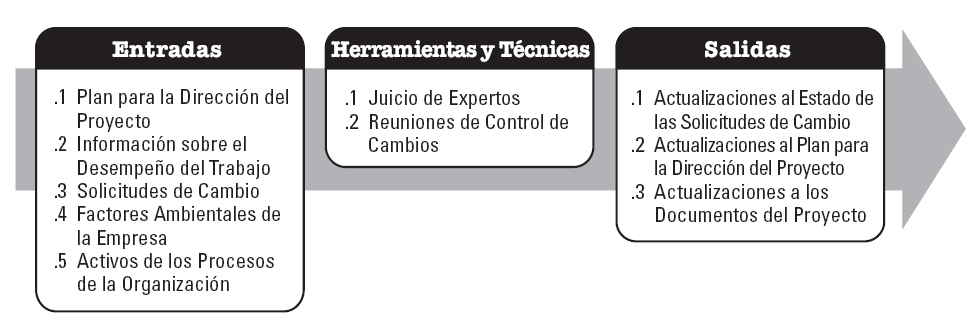 Entradas
.1 Plan para la Dirección del
Proyecto
.2 Información sobre el
Desempeño del Trabajo
.3 Solicitudes de Cambio
.4 Factores Ambientales de
la Empresa
.5 Activos de los Procesos
de la Organización
Herramientas y Técnicas
.1 Juicio de Expertos
.2 Reuniones de Control de
Cambios
Salidas
.1 Actualizaciones al Estado de
las Solicitudes de Cambio
.2 Actualizaciones al Plan para
la Dirección del Proyecto
.3 Actualizaciones a los
Documentos del Proyecto